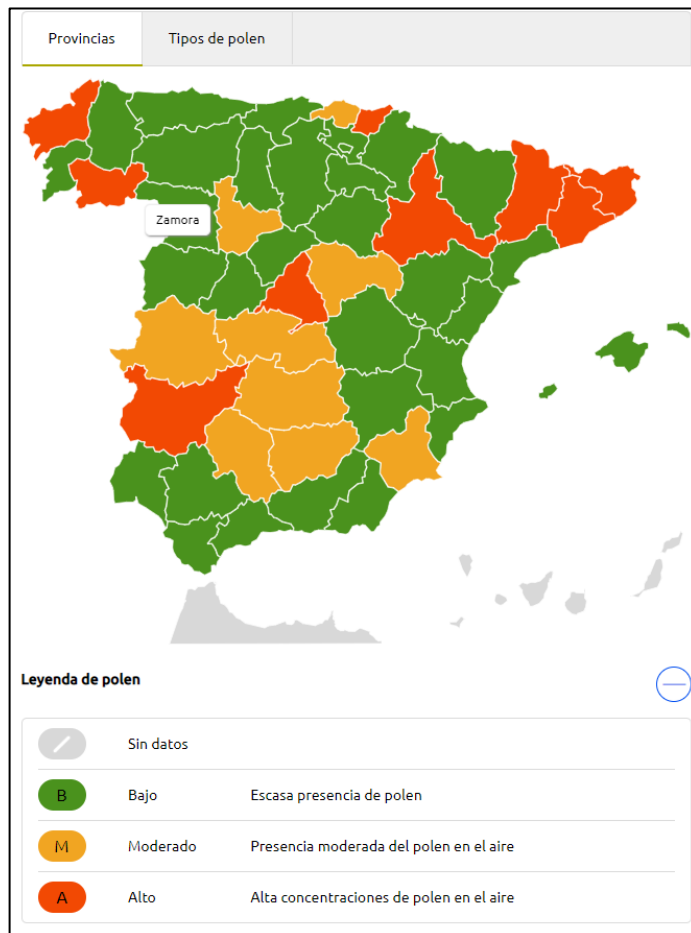 Provincias Tipos de polen
Zamora
Leyenda de polen
Sin datos
B Bajo Escasa presencia de polen
M Moderado Presencia moderada del polen en el aire
A Alto Alta concentraciones de polen en el aire